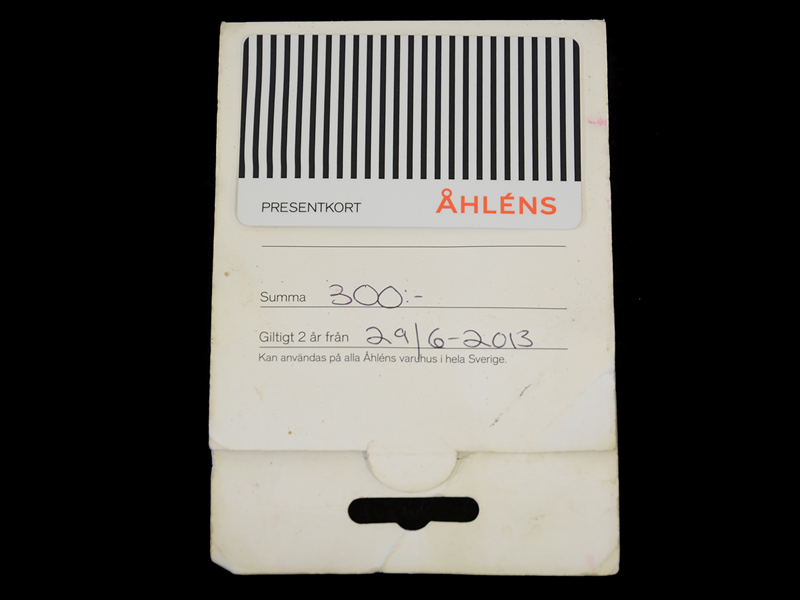 PRESENTKORT ÅHLÉNS
Summa 300:-
Giltigt 2 år från 29/6-2013
Kan användas på alla Åhléns varuhus i hela Sverige.